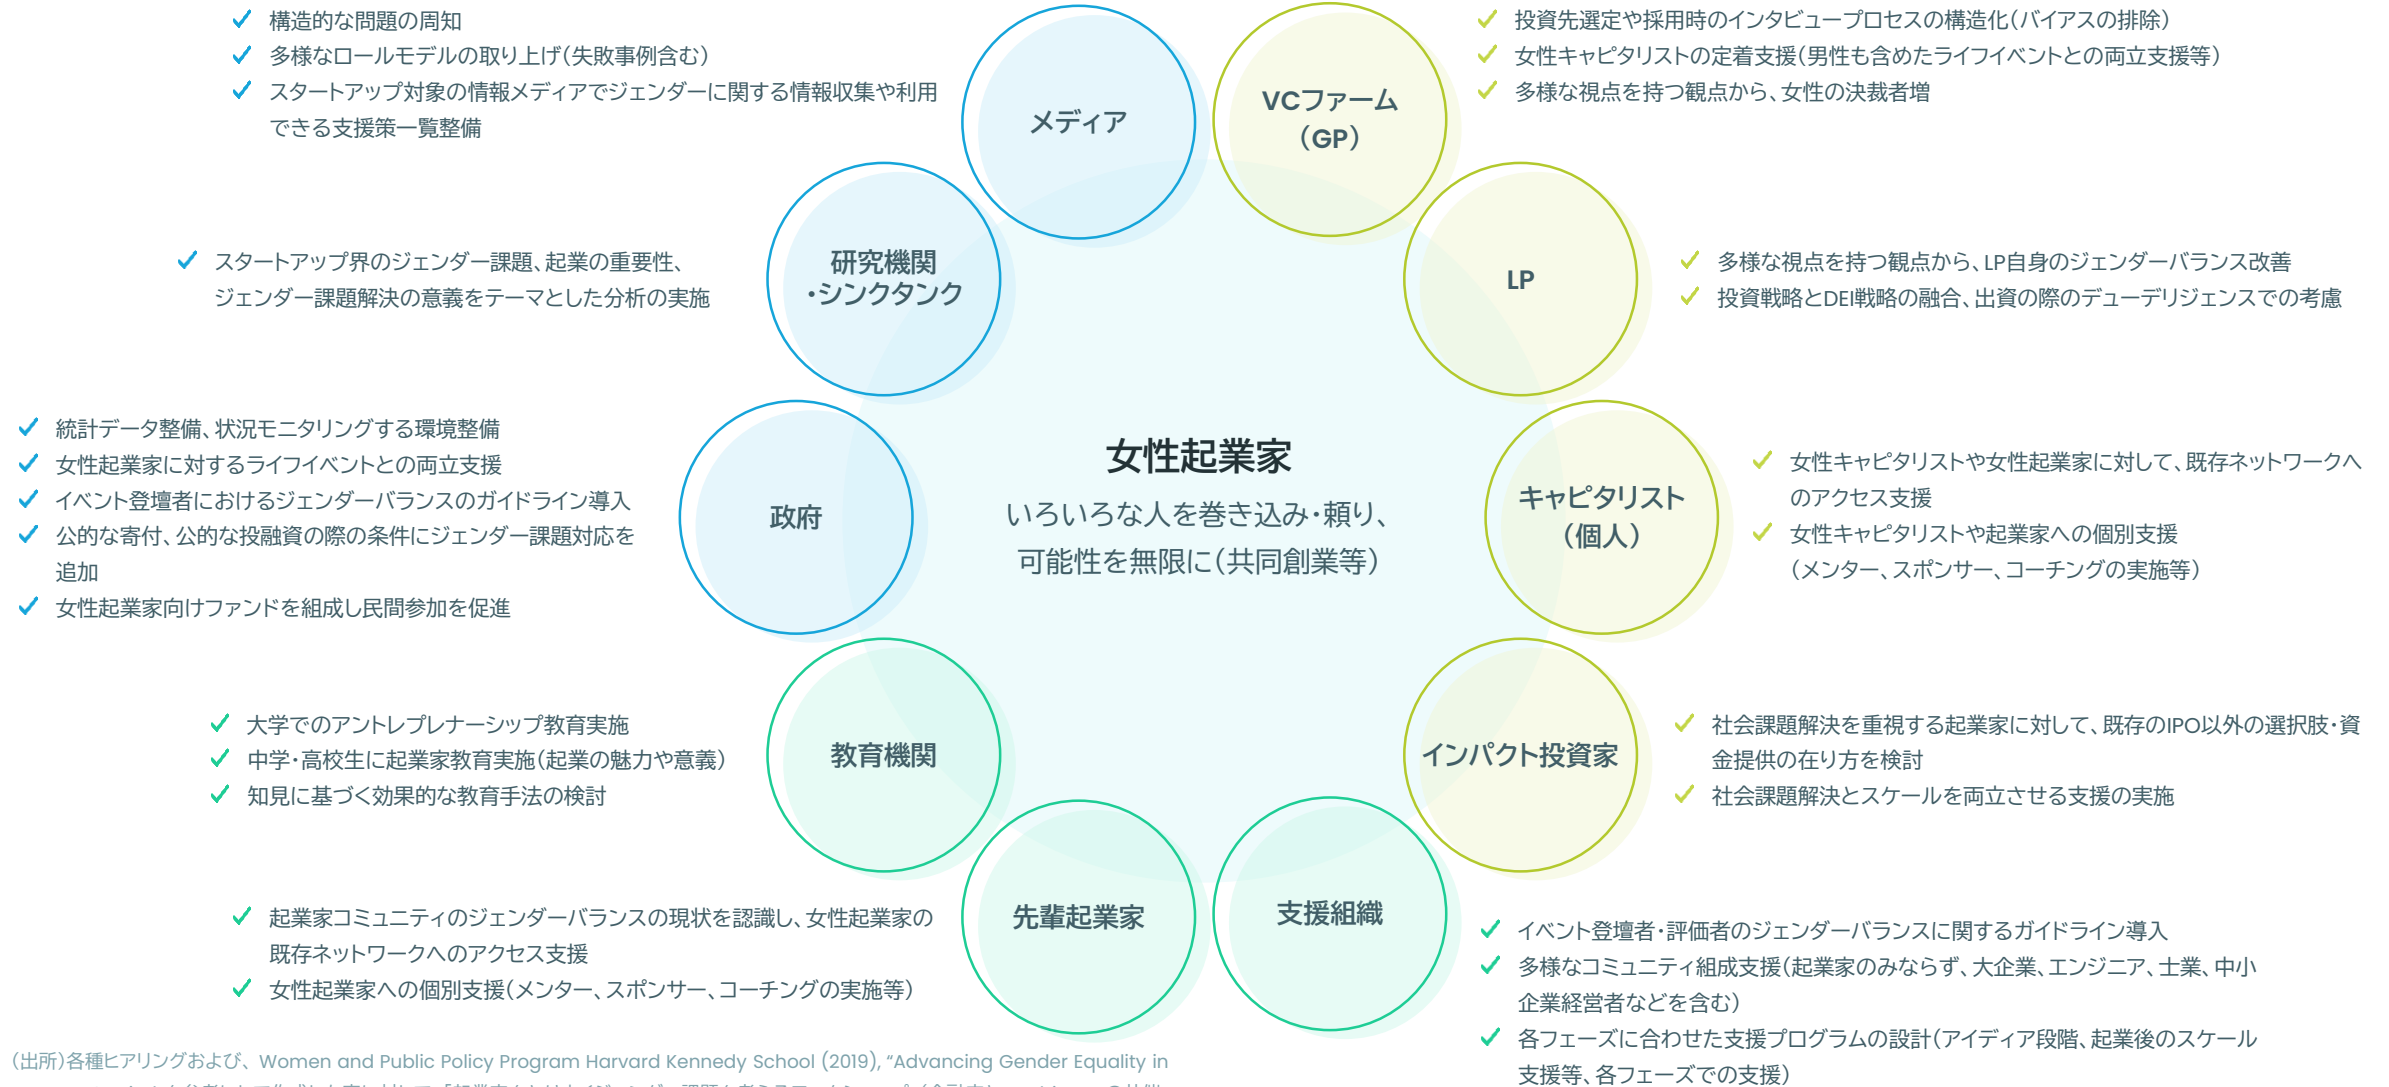 構造的な問題の周知
多様なロールモデルの取り上げ（失敗事例含む）
スタートアップ対象の情報メディアでジェンダーに関する情報収集や利用
できる支援策一覧整備
メディア
VCファーム
（GP）
投資先選定や採用時のインタビュープロセスの構造化（バイアスの排除）
女性キャピタリストの定着支援（男性も含めたライフイベントとの両立支援等）
多様な視点を持つ観点から、女性の決裁者増
スタートアップ界のジェンダー課題、起業の重要性、
ジェンダー課題解決の意義をテーマとした分析の実施
研究機関
・シンクタンク
LP
多様な視点を持つ観点から、LP自身のジェンダーバランス改善
投資戦略とDEI戦略の融合、出資の際のデューデリジェンスでの考慮
統計データ整備、状況モニタリングする環境整備
女性起業家に対するライフイベントとの両立支援
イベント登壇者におけるジェンダーバランスのガイドライン導入
公的な寄付、公的な投融資の際の条件にジェンダー課題対応を
追加
女性起業家向けファンドを組成し民間参加を促進
政府
女性起業家
いろいろな人を巻き込み・頼り、
可能性を無限に（共同創業等）
キャピタリスト
（個人）
女性キャピタリストや女性起業家に対して、既存ネットワークへ
のアクセス支援
女性キャピタリストや起業家への個別支援
（メンター、スポンサー、コーチングの実施等）
大学でのアントレプレナーシップ教育実施
中学・高校生に起業家教育実施（起業の魅力や意義）
知見に基づく効果的な教育手法の検討
教育機関
インパクト投資家
社会課題解決を重視する起業家に対して、既存のIPO以外の選択肢・資
金提供の在り方を検討
社会課題解決とスケールを両立させる支援の実施
起業家コミュニティのジェンダーバランスの現状を認識し、女性起業家の
既存ネットワークへのアクセス支援
女性起業家への個別支援（メンター、スポンサー、コーチングの実施等）
先輩起業家
支援組織
イベント登壇者・評価者のジェンダーバランスに関するガイドライン導入
多様なコミュニティ組成支援（起業家のみならず、大企業、エンジニア、士業、中小
企業経営者などを含む）
各フェーズに合わせた支援プログラムの設計（アイディア段階、起業後のスケール
支援等、各フェーズでの支援）
（出所）各種ヒアリングおよび、Women and Public Policy Program Harvard Kennedy School (2019), “Advancing Gender Equality in